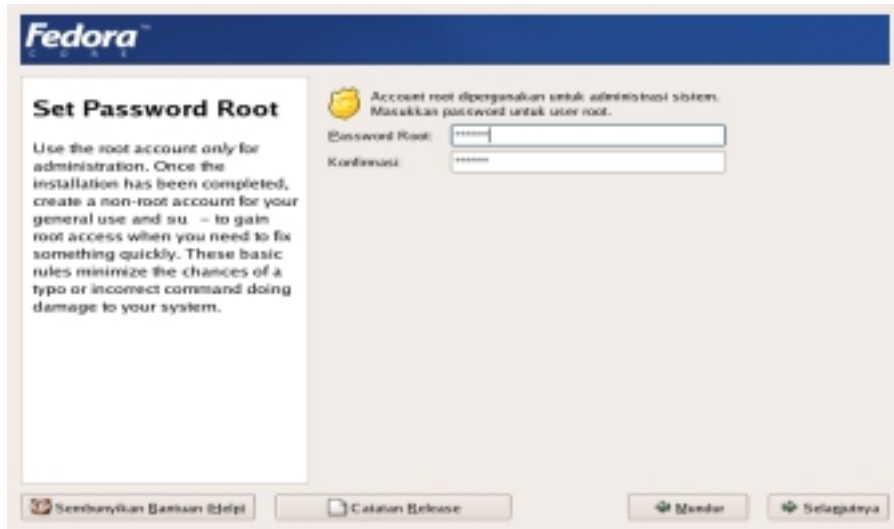 Fedora™
CORE
Set Password Root
Use the root account only for
administration. Once the
installation has been completed,
create a non-root account for your
general use and su – to gain
root access when you need to fix
something quickly. These basic
rules minimize the chances of a
typo or incorrect command doing
damage to your system.
Account root dipergunakan untuk administrasi sistem.
Masukkan password untuk user root.
Password Root:
Konfirmasi:
Sembunyikan Bantuan (Help)
Catatan Release
Mundur